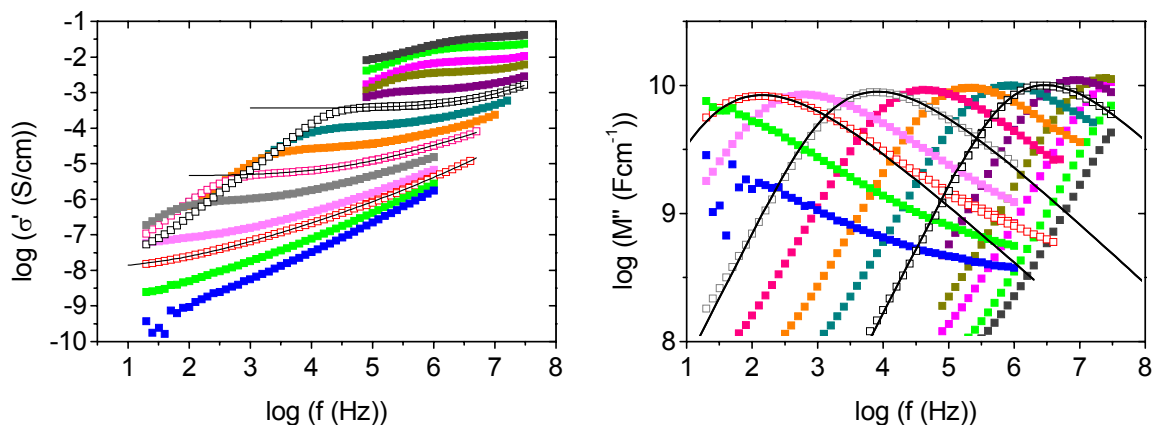 -1
-2
-3
-4
-5
-6
-7
-8
-9
-10
log (σ' (S/cm))
1 2 3 4 5 6 7 8
log (f (Hz))
10
9
8
log (M" (Fcm⁻¹))
1 2 3 4 5 6 7 8
log (f (Hz))